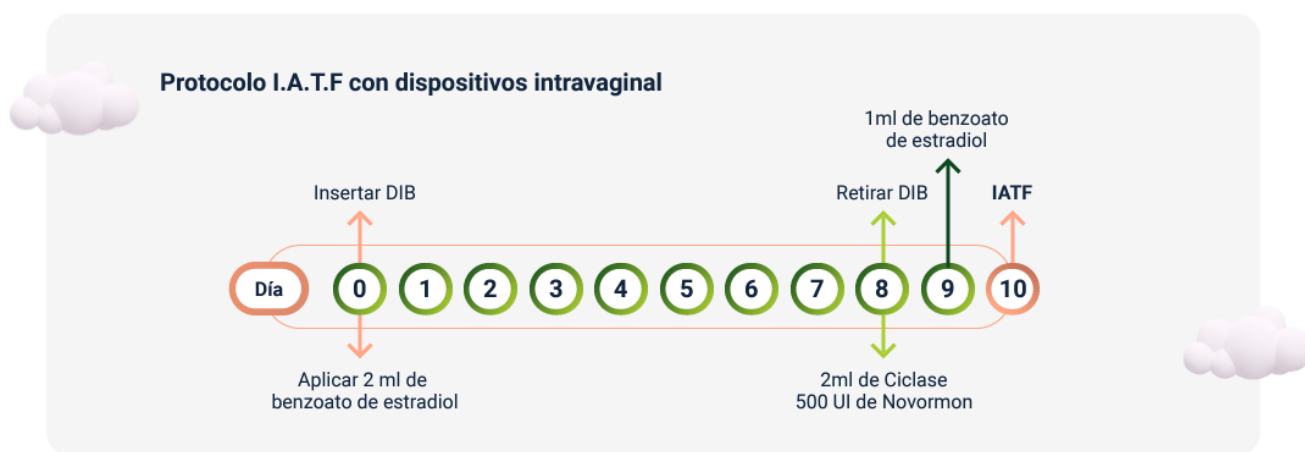 Protocolo I.A.T.F con dispositivos intravaginal
1ml de benzoato
de estradiol
Insertar DIB
Retirar DIB
IATF
Día 0 1 2 3 4 5 6 7 8 9 10
Aplicar 2 ml de
benzoato de estradiol
2ml de Ciclase
500 UI de Novormon